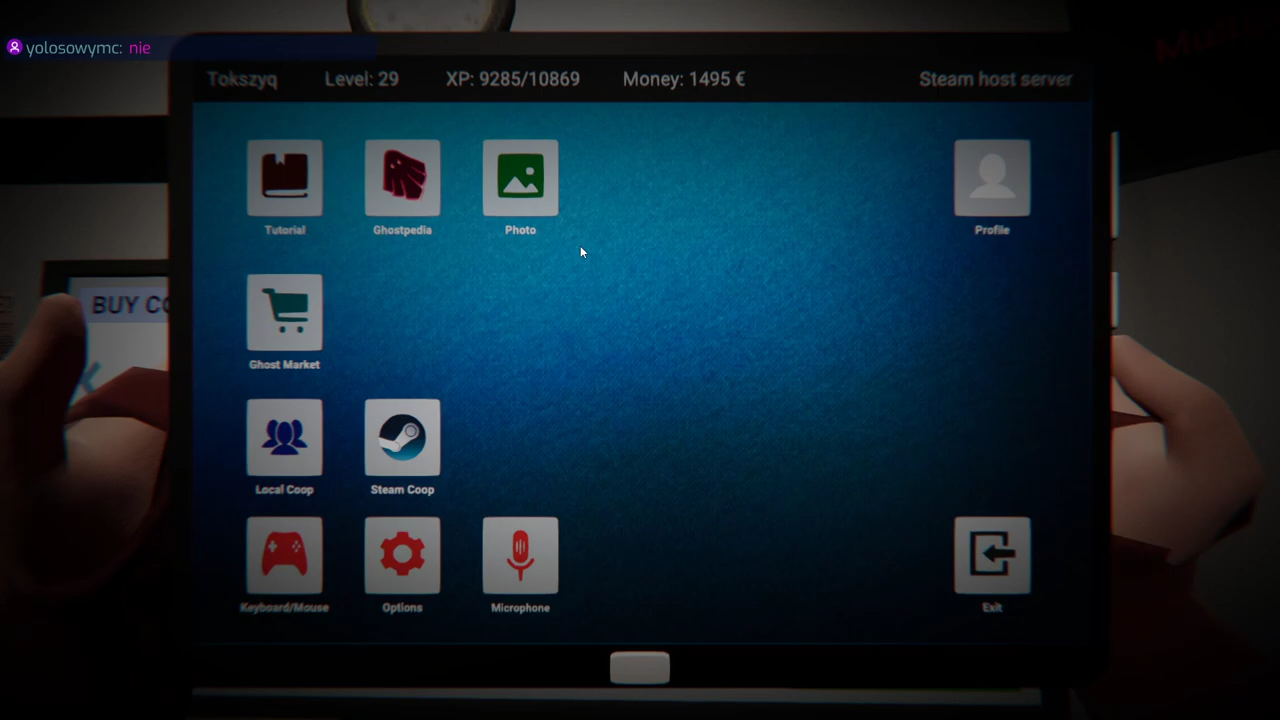 yolosowymc: nie
Tokszyq Level: 29 XP: 9285/10869 Money: 1495 € Steam host server
Tutorial Ghostpedia Photo Profile
BUY CO
Ghost Market
Local Coop Steam Coop
Keyboard/Mouse Options Microphone Exit